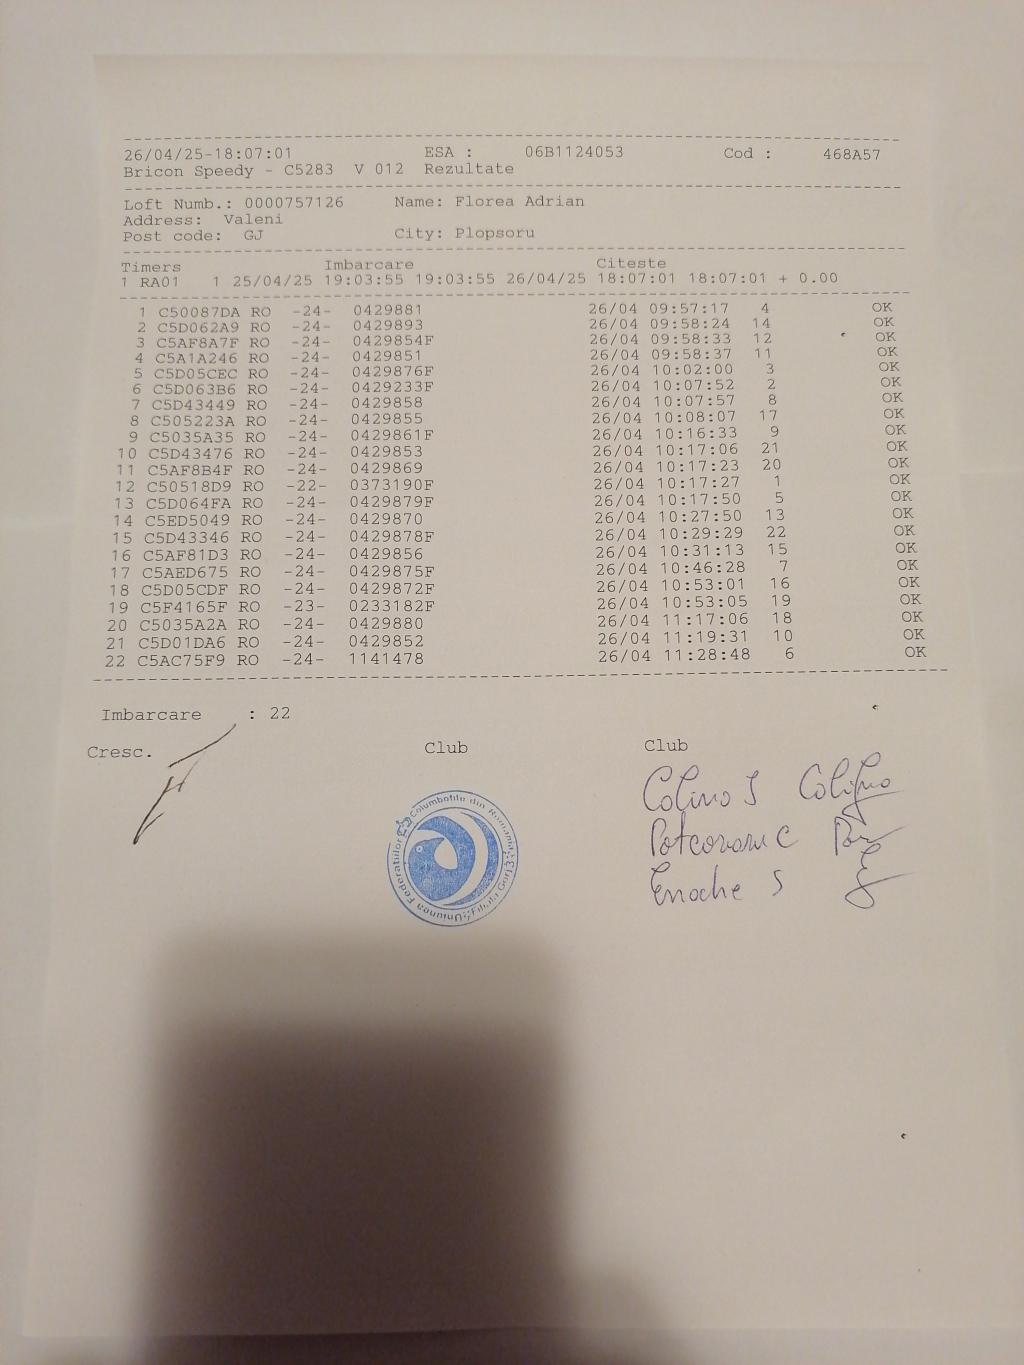 26/04/25-18:07:01 ESA : 06B1124053 Cod : 468A57
Bricon Speedy - C5283 V 012 Rezultate
Loft Numb.: 0000757126 Name: Florea Adrian
Address: Valeni
Post code: GJ City: Plopsoru
Timers Imbarcare Citeste
1 RA01 1 25/04/25 19:03:55 19:03:55 26/04/25 18:07:01 18:07:01 + 0.00
1 C50087DA RO -24- 0429881 26/04 09:57:17 4 OK
2 C5D062A9 RO -24- 0429893 26/04 09:58:24 14 OK
3 C5AF8A7F RO -24- 0429854F 26/04 09:58:33 12 OK
4 C5A1A246 RO -24- 0429851 26/04 09:58:37 11 OK
5 C5D05CEC RO -24- 0429876F 26/04 10:02:00 3 OK
6 C5D063B6 RO -24- 0429233F 26/04 10:07:52 2 OK
7 C5D43449 RO -24- 0429858 26/04 10:07:57 8 OK
8 C505223A RO -24- 0429855 26/04 10:08:07 17 OK
9 C5035A35 RO -24- 0429861F 26/04 10:16:33 9 OK
10 C5D43476 RO -24- 0429853 26/04 10:17:06 21 OK
11 C5AF8B4F RO -24- 0429869 26/04 10:17:23 20 OK
12 C50518D9 RO -22- 0373190F 26/04 10:17:27 1 OK
13 C5D064FA RO -24- 0429879F 26/04 10:17:50 5 OK
14 C5ED5049 RO -24- 0429870 26/04 10:27:50 13 OK
15 C5D43346 RO -24- 0429878F 26/04 10:29:29 22 OK
16 C5AF81D3 RO -24- 0429856 26/04 10:31:13 15 OK
17 C5AED675 RO -24- 0429875F 26/04 10:46:28 7 OK
18 C5D05CDF RO -24- 0429872F 26/04 10:53:01 16 OK
19 C5F4165F RO -23- 0233182F 26/04 10:53:05 19 OK
20 C5035A2A RO -24- 0429880 26/04 11:17:06 18 OK
21 C5D01DA6 RO -24- 0429852 26/04 11:19:31 10 OK
22 C5AC75F9 RO -24- 1141478 26/04 11:28:48 6 OK
Imbarcare : 22
Cresc. Club Club
Enache S
Uniunea Federatiilor Columbofile din Romania
Filiala Gorj